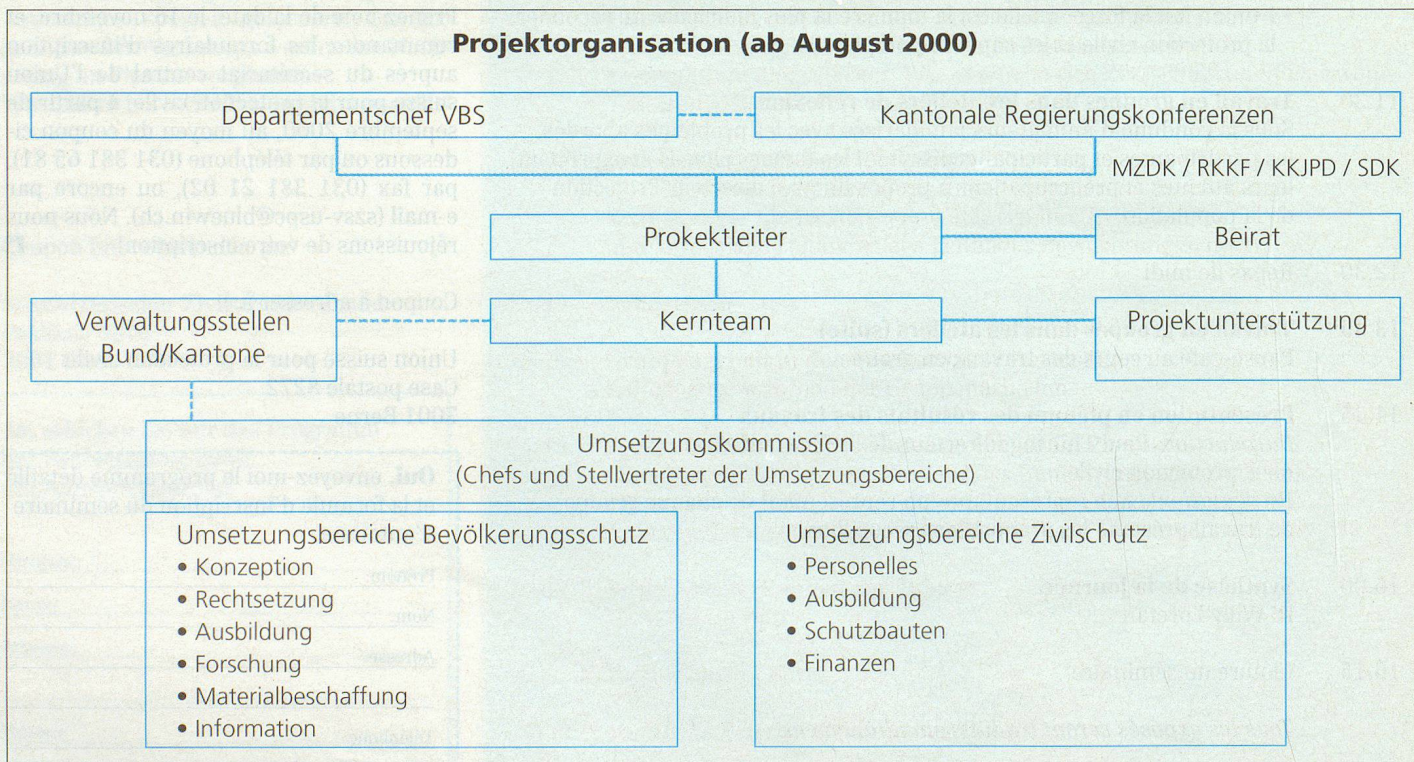 Projektorganisation (ab August 2000)
Departementschef VBS
Kantonale Regierungskonferenzen
MZDK / RKKF / KKJPD / SDK
Prokektleiter
Beirat
Verwaltungsstellen
Bund/Kantone
Kernteam
Projektunterstützung
Umsetzungskommission
(Chefs und Stellvertreter der Umsetzungsbereiche)
Umsetzungsbereiche Bevölkerungsschutz
• Konzeption
• Rechtsetzung
• Ausbildung
• Forschung
• Materialbeschaffung
• Information
Umsetzungsbereiche Zivilschutz
• Personelles
• Ausbildung
• Schutzbauten
• Finanzen